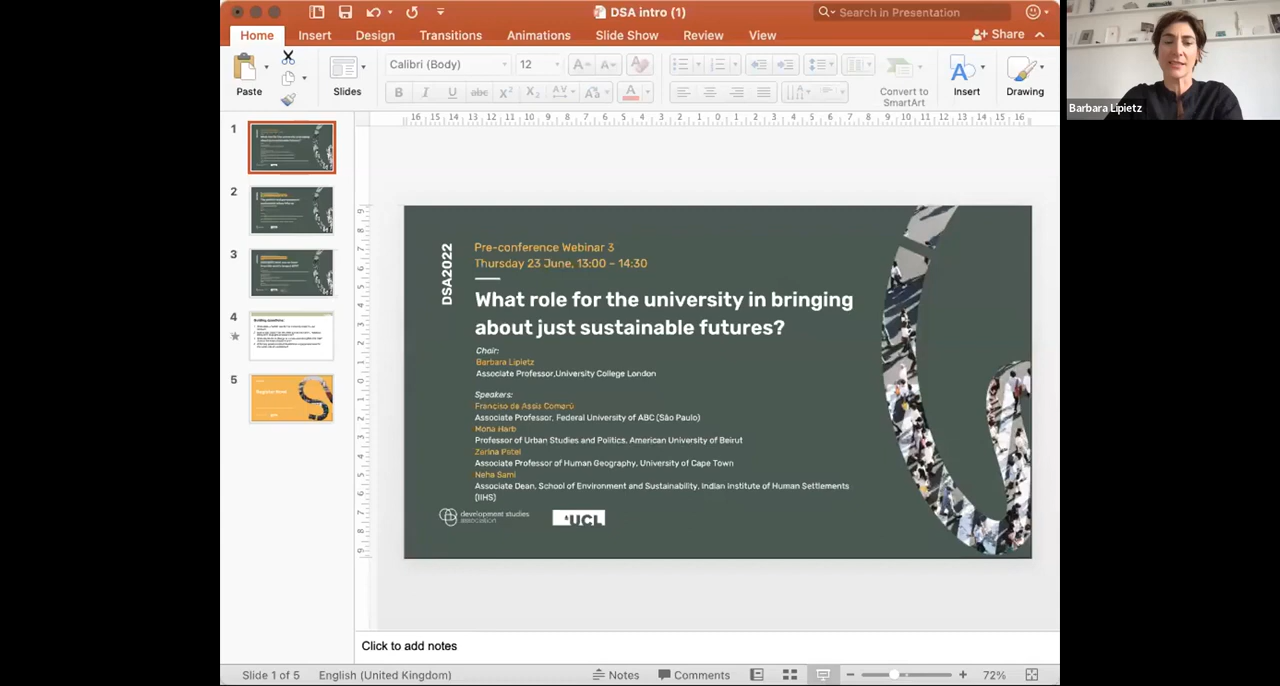 DSA intro (1)
Search in Presentation
Home
Insert
Design
Transitions
Animations
Slide Show
Review
View
Share
Paste
Slides
Calibri (Body)
12
Convert to
SmartArt
Insert
Drawing
Barbara Lipietz
1
2
3
4
5
DSA2022
Pre-conference Webinar 3
Thursday 23 June, 13:00 – 14:30
What role for the university in bringing
about just sustainable futures?
Chair:
Barbara Lipietz
Associate Professor,University College London
Speakers:
Franciso de Assis Comarú
Associate Professor, Federal University of ABC (São Paulo)
Mona Harb
Professor of Urban Studies and Politics, American University of Beirut
Zarina Patel
Associate Professor of Human Geography, University of Cape Town
Neha Sami
Associate Dean, School of Environment and Sustainability, Indian Institute of Human Settlements
(IIHS)
development studies
association
UCL
Click to add notes
Slide 1 of 5
English (United Kingdom)
Notes
Comments
72%